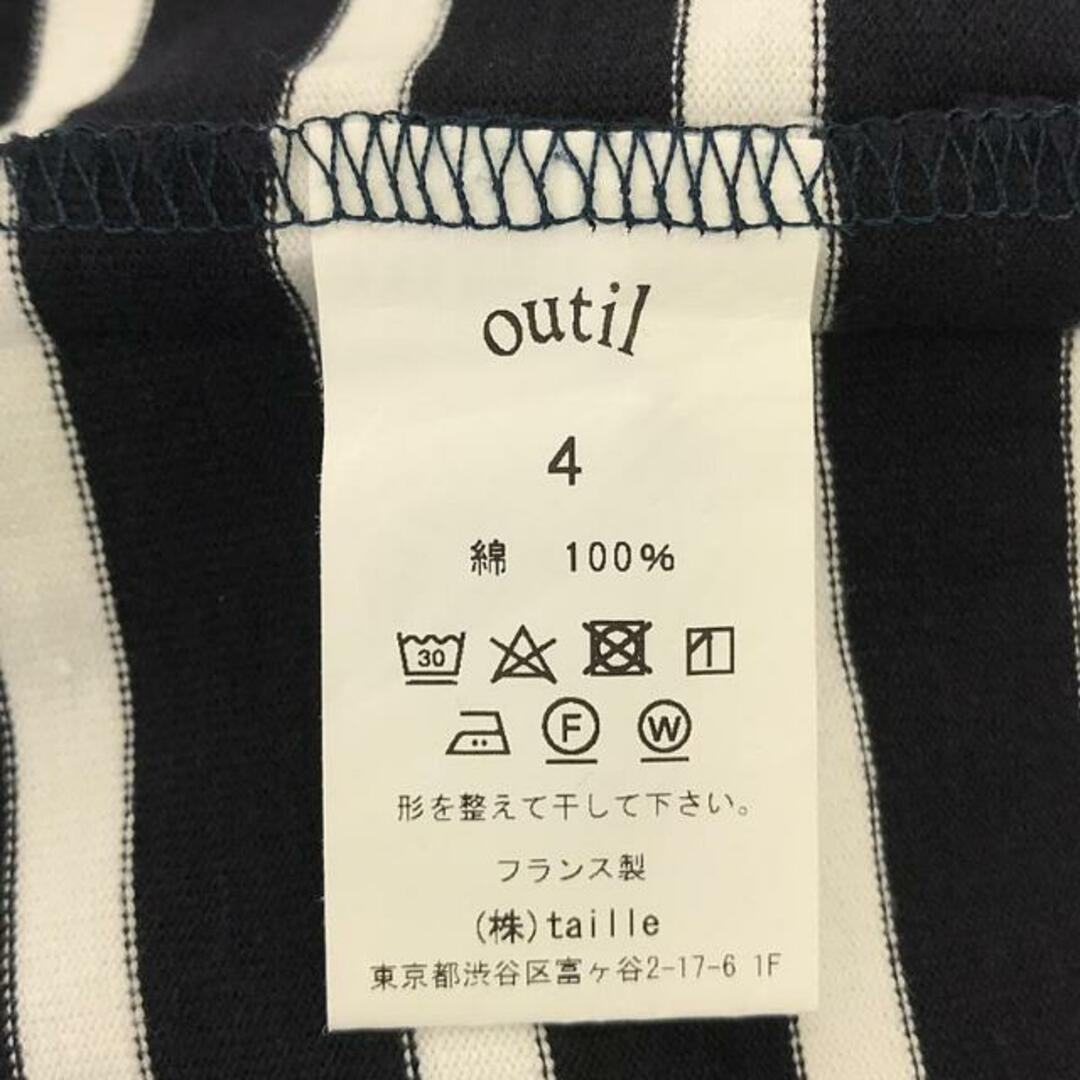 outil
4
綿 100%
30
F W
形を整えて干して下さい。
フランス製
(株)taille
東京都渋谷区富ヶ谷2-17-6 1F